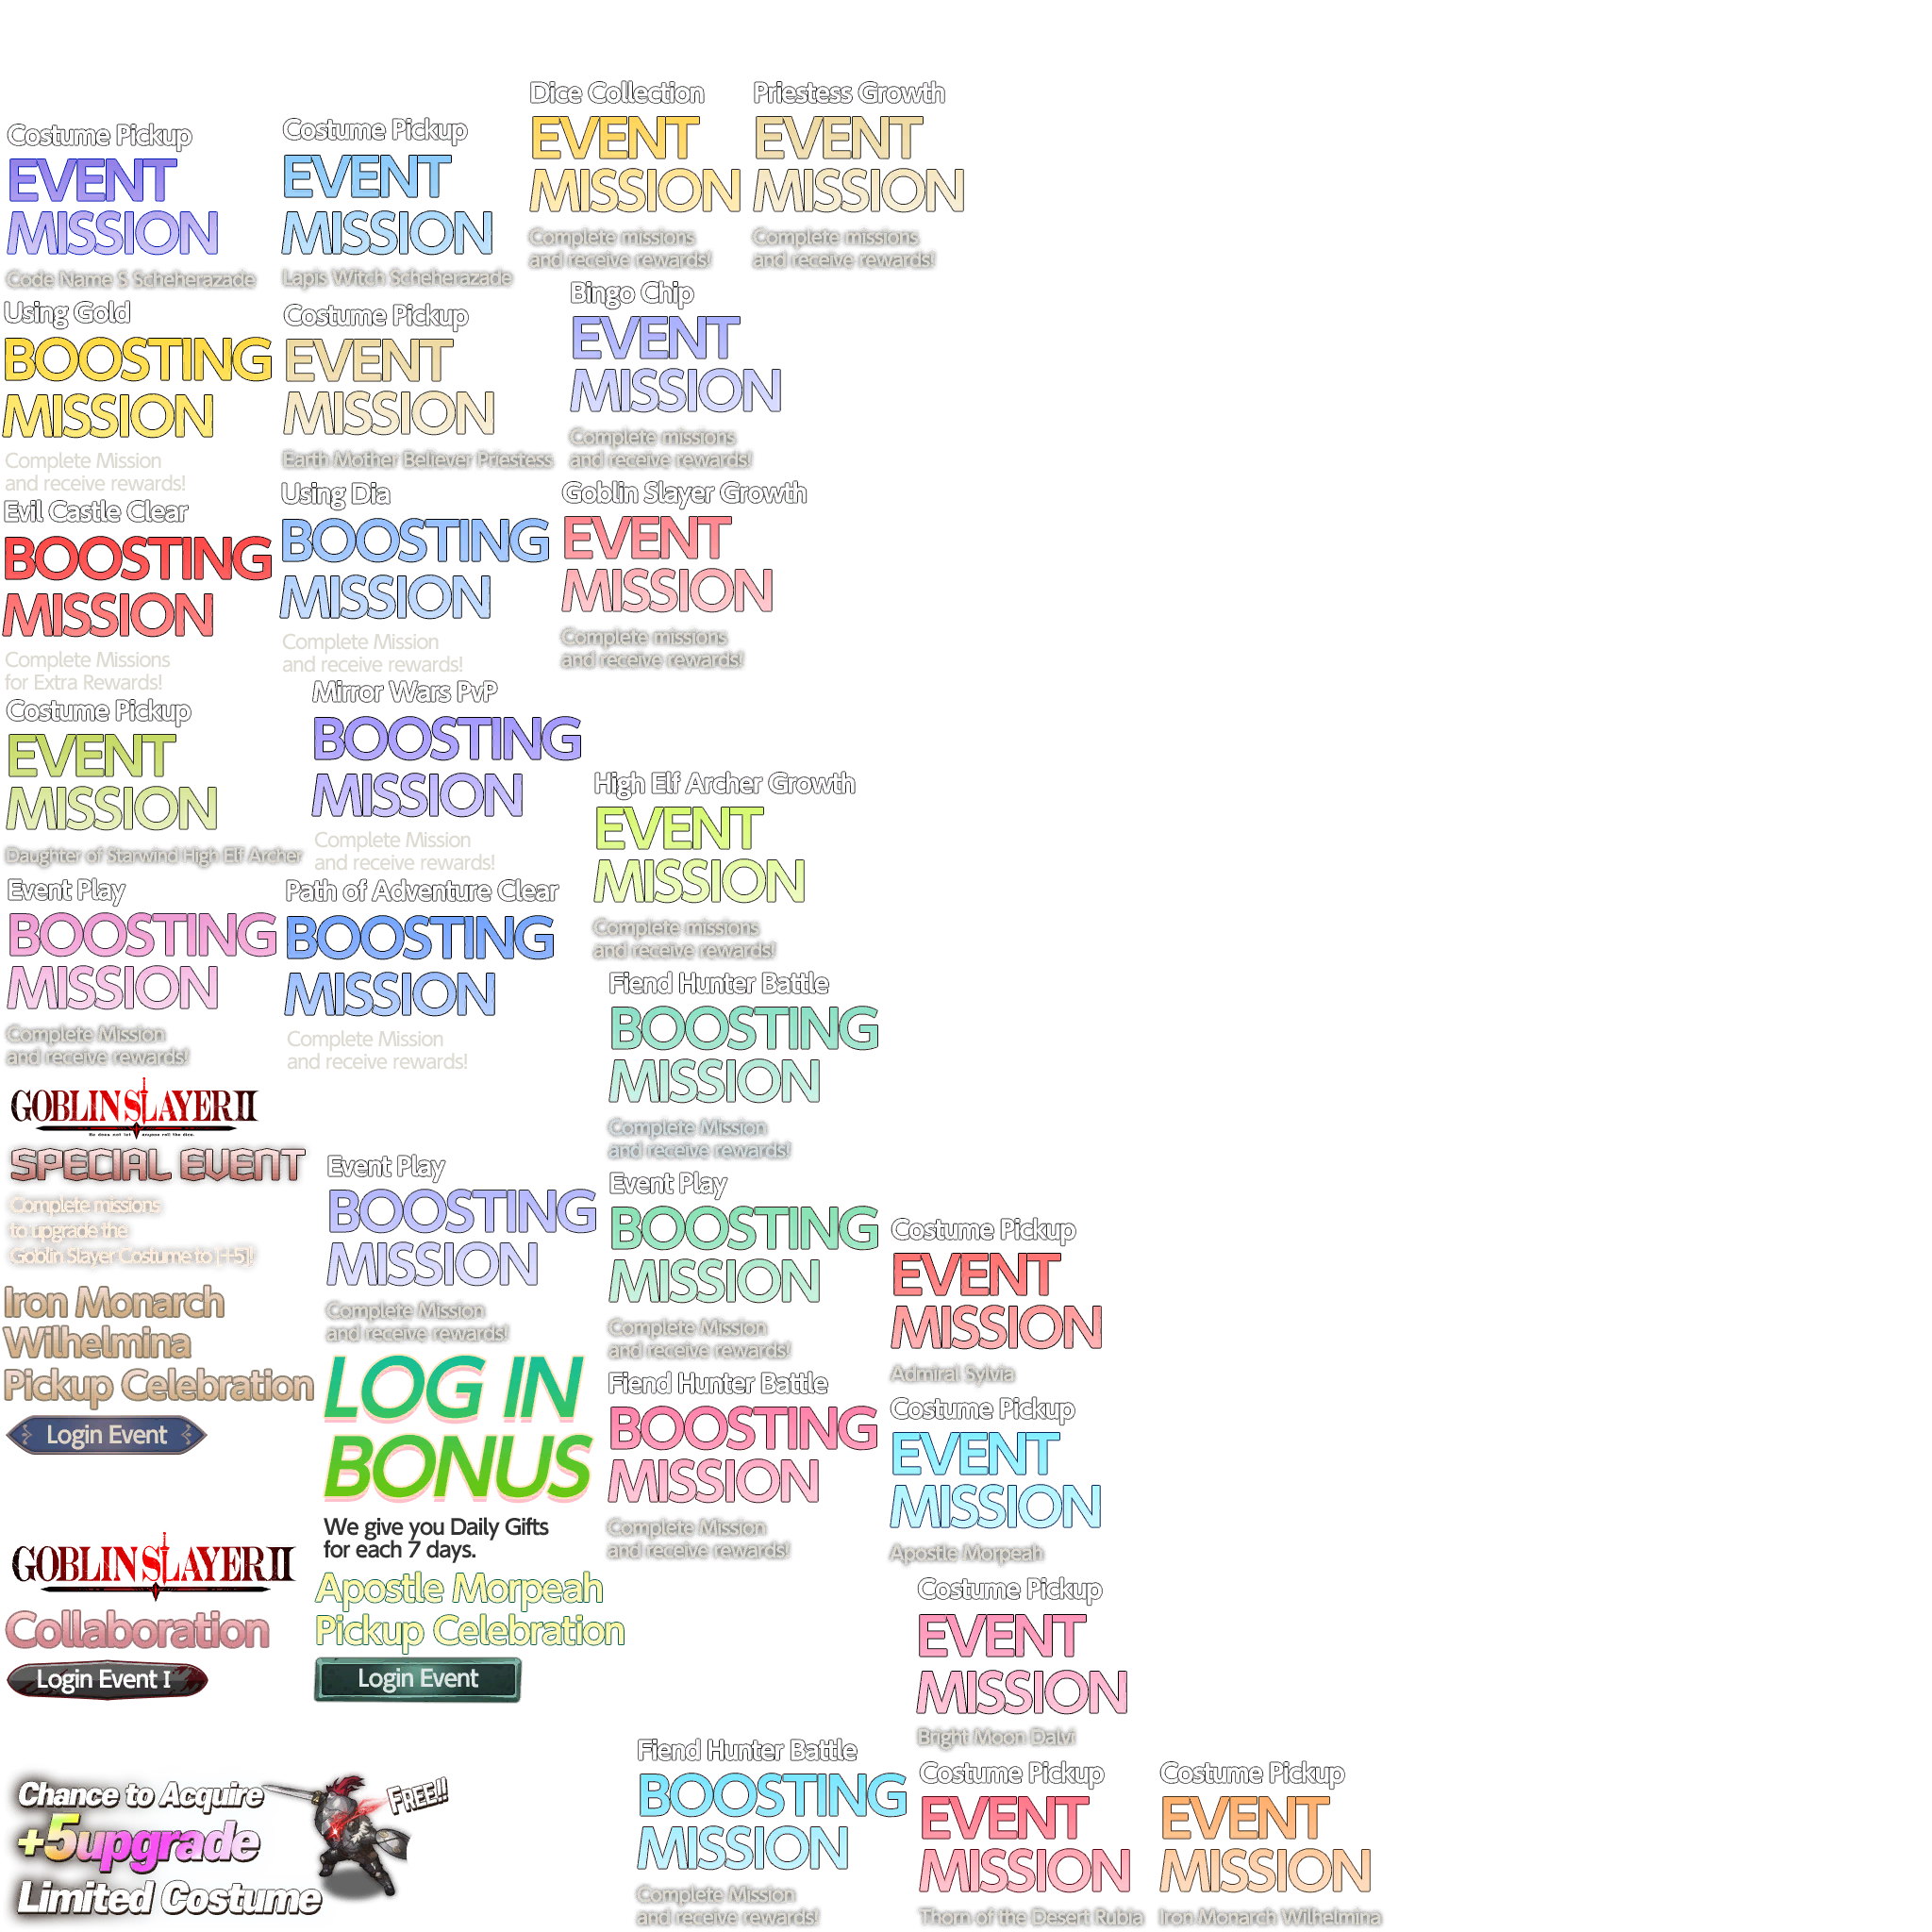 Dice Collection
EVENT
MISSION
Complete missions
and receive rewards!
Priestess Growth
EVENT
MISSION
Complete missions
and receive rewards!
Costume Pickup
EVENT
MISSION
Code Name S Scheherazade
Costume Pickup
EVENT
MISSION
Lapis Witch Scheherazade
Using Gold
BOOSTING
MISSION
Complete Mission
and receive rewards!
Costume Pickup
EVENT
MISSION
Earth Mother Believer Priestess
Bingo Chip
EVENT
MISSION
Complete missions
and receive rewards!
Evil Castle Clear
BOOSTING
MISSION
Complete Missions
for Extra Rewards!
Using Dia
BOOSTING
MISSION
Complete Mission
and receive rewards!
Goblin Slayer Growth
EVENT
MISSION
Complete missions
and receive rewards!
Costume Pickup
EVENT
MISSION
Daughter of Starwind High Elf Archer
Mirror Wars PvP
BOOSTING
MISSION
Complete Mission
and receive rewards!
High Elf Archer Growth
EVENT
MISSION
Complete missions
and receive rewards!
Event Play
BOOSTING
MISSION
Complete Mission
and receive rewards!
Path of Adventure Clear
BOOSTING
MISSION
Complete Mission
and receive rewards!
Fiend Hunter Battle
BOOSTING
MISSION
Complete Mission
and receive rewards!
GOBLIN SLAYER II
He does not let anyone roll the dice.
SPECIAL EVENT
Complete missions
to upgrade the
Goblin Slayer Costume to [+5]!
Event Play
BOOSTING
MISSION
Complete Mission
and receive rewards!
Event Play
BOOSTING
MISSION
Complete Mission
and receive rewards!
Costume Pickup
EVENT
MISSION
Admiral Sylvia
Iron Monarch
Wilhelmina
Pickup Celebration
Login Event
LOG IN
BONUS
We give you Daily Gifts
for each 7 days.
Fiend Hunter Battle
BOOSTING
MISSION
Complete Mission
and receive rewards!
Costume Pickup
EVENT
MISSION
Apostle Morpeah
GOBLIN SLAYER II
Collaboration
Login Event I
Apostle Morpeah
Pickup Celebration
Login Event
Costume Pickup
EVENT
MISSION
Bright Moon Dalvi
Chance to Acquire
+5upgrade
Limited Costume
FREE!!
Fiend Hunter Battle
BOOSTING
MISSION
Complete Mission
and receive rewards!
Costume Pickup
EVENT
MISSION
Thorn of the Desert Rubia
Costume Pickup
EVENT
MISSION
Iron Monarch Wilhelmina